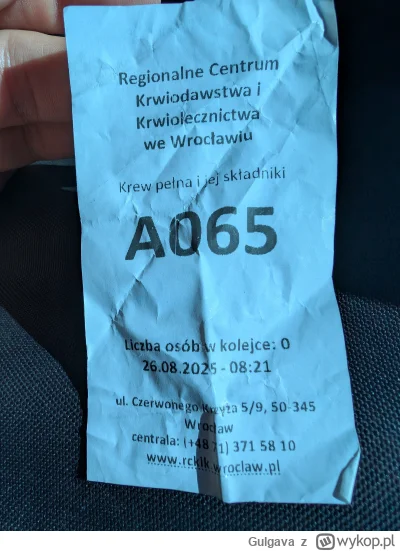 Regionalne Centrum
Krwiodawstwa i
Krwiolecznictwa
we Wrocławiu
Krew pełna i jej składniki
A065
Liczba osób w kolejce: 0
26.08.2025 - 08:21
ul. Czerwonego Krzyża 5/9, 50-345
Wrocław
centrala: (+48 71) 371 58 10
www.rckik.wroclaw.pl
Gulgava z wykop.pl